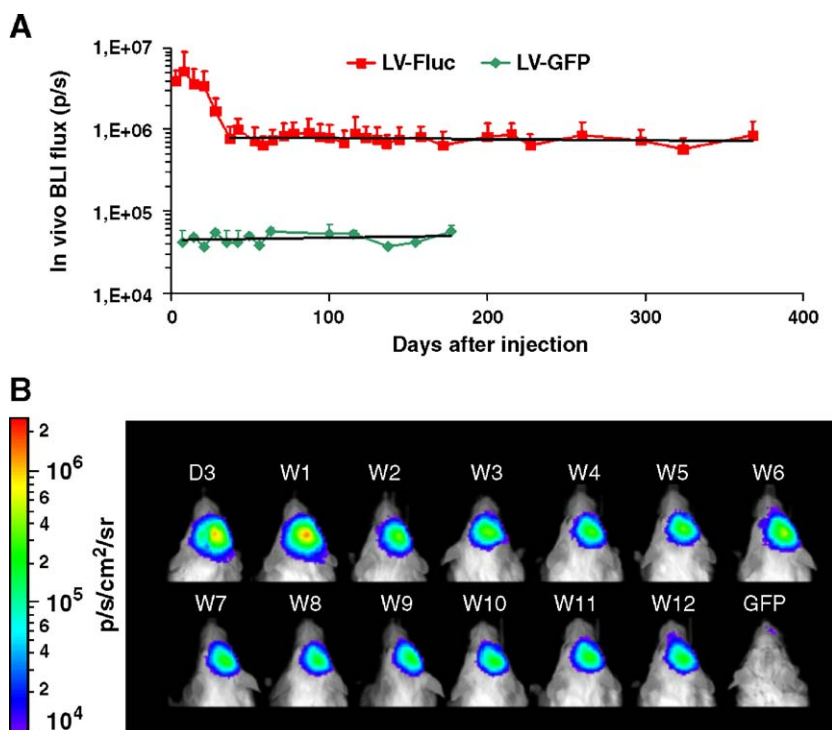 A
1,E+07
1,E+06
1,E+05
1,E+04
In vivo BLI flux (p/s)
LV-Fluc LV-GFP
0 100 200 300 400
Days after injection
B
2
10⁶
6
4
2
10⁵
6
4
2
10⁴
p/s/cm²/sr
D3 W1 W2 W3 W4 W5 W6
W7 W8 W9 W10 W11 W12 GFP